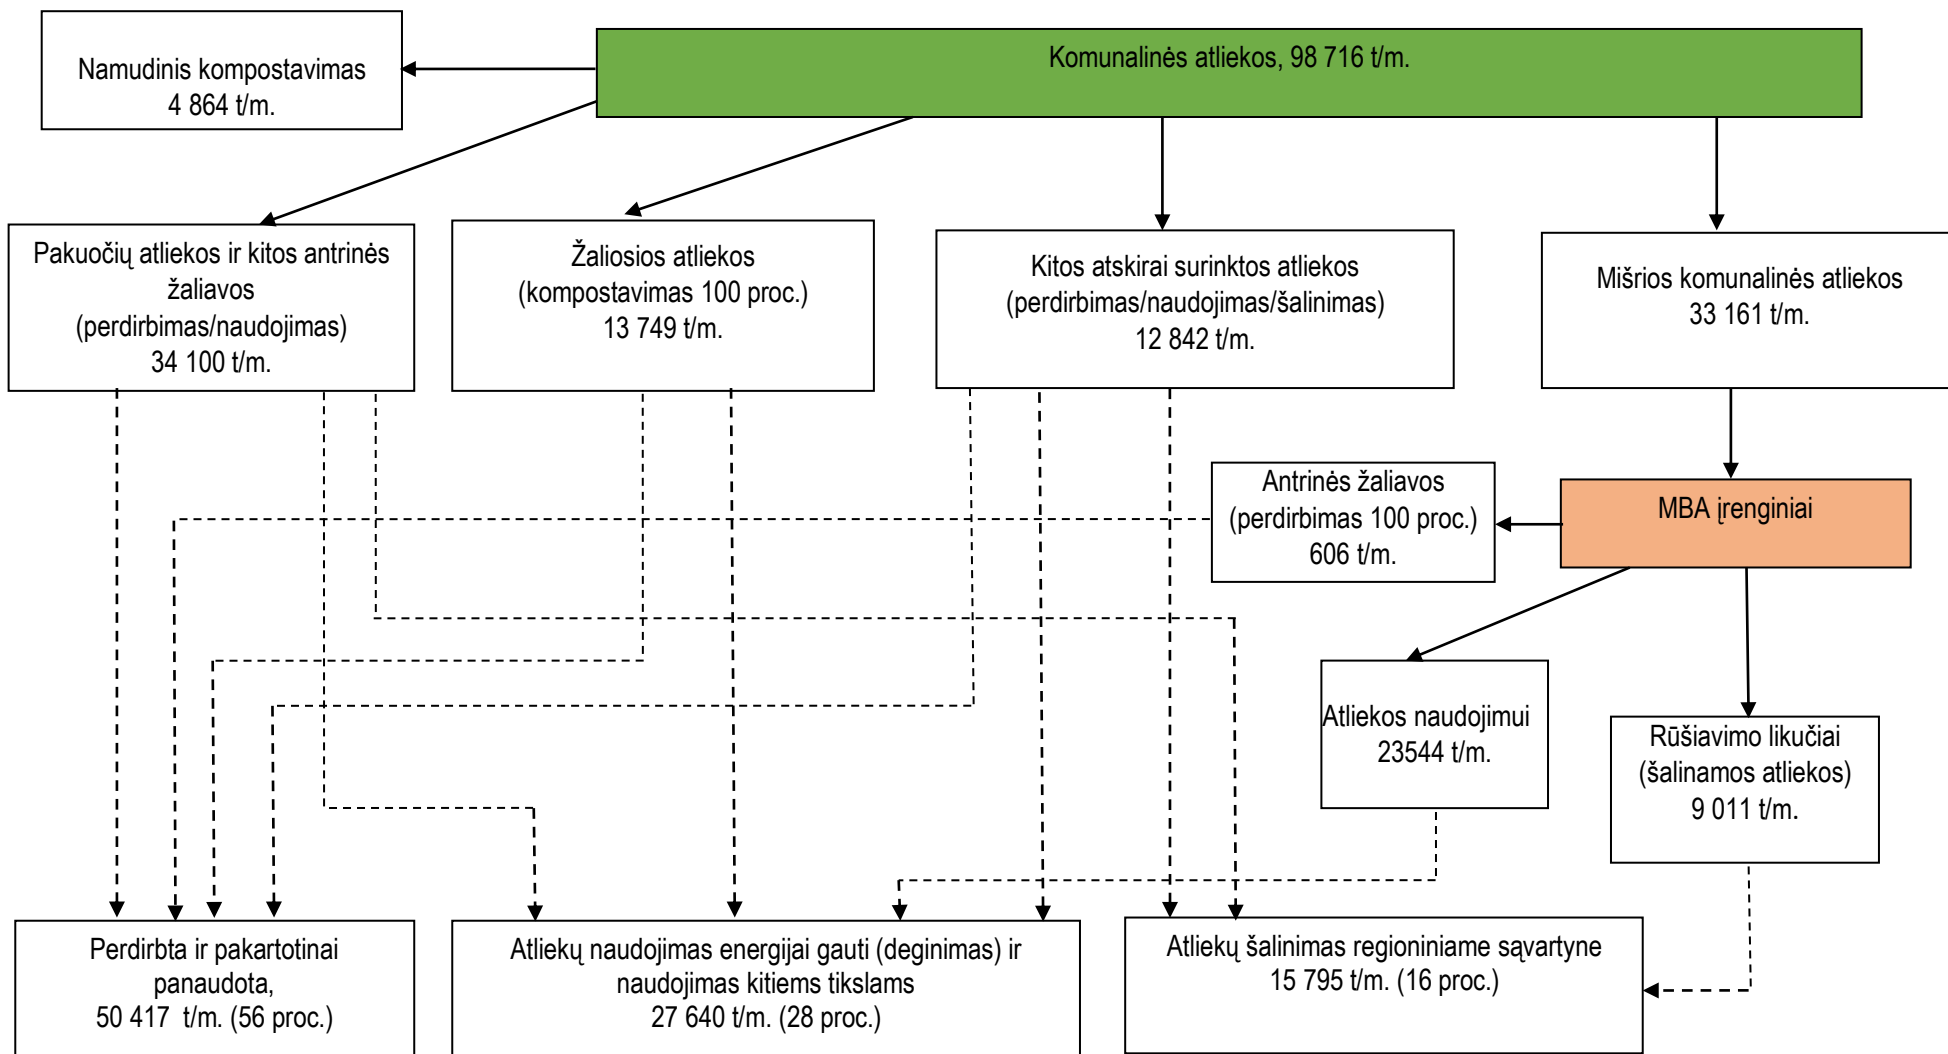 Komunalinės atliekos, 98 716 t/m.
Namudinis kompostavimas
4 864 t/m.
Pakuočių atliekos ir kitos antrinės
žaliavos
(perdirbimas/naudojimas)
34 100 t/m.
Žaliosios atliekos
(kompostavimas 100 proc.)
13 749 t/m.
Kitos atskirai surinktos atliekos
(perdirbimas/naudojimas/šalinimas)
12 842 t/m.
Mišrios komunalinės atliekos
33 161 t/m.
Antrinės žaliavos
(perdirbimas 100 proc.)
606 t/m.
MBA įrenginiai
Atliekos naudojimui
23544 t/m.
Rūšiavimo likučiai
(šalinamos atliekos)
9 011 t/m.
Perdirbta ir pakartotinai
panaudota,
50 417 t/m. (56 proc.)
Atliekų naudojimas energijai gauti (deginimas) ir
naudojimas kitiems tikslams
27 640 t/m. (28 proc.)
Atliekų šalinimas regioniniame sąvartyne
15 795 t/m. (16 proc.)